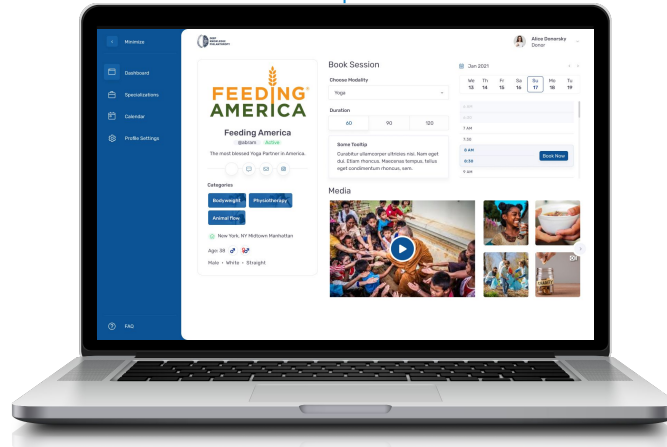 Minimize
Dashboard
Specializations
Calendar
Profile Settings
FAQ
Alice Donorsky
Donor
FEEDING
AMERICA
Feeding America
@abram Active
The most blessed Yoga Partner in America.
Categories
Bodyweight
Physiotherapy
Animal flow
New York, NY Midtown Manhattan
Age: 38
Male • White • Straight
Book Session
Choose Modality
Yoga
Duration
60 90 120
Some Tooltip
Curabitur ullamcorper ultricies nisi. Nam eget
dui. Etiam rhoncus. Maecenas tempus, tellus
eget condimentum rhoncus, sem.
Jan 2021
We Th Fr Sa Su Mo Tu
13 14 15 16 17 18 19
7 AM
7:30
8 AM
8:30
Book Now
9 AM
Media